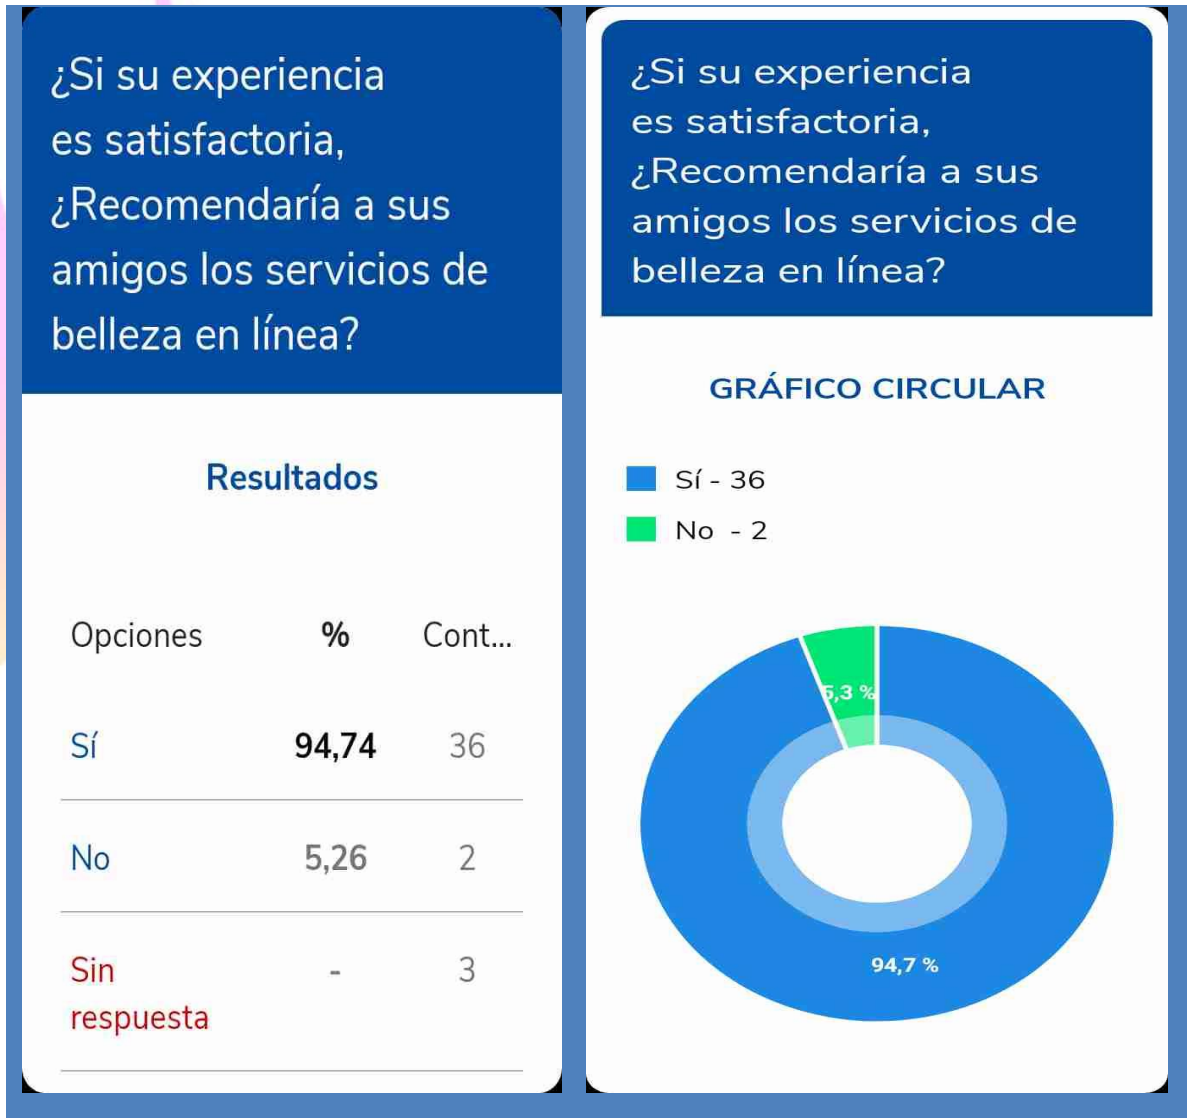 ¿Si su experiencia
es satisfactoria,
¿Recomendaría a sus
amigos los servicios de
belleza en línea?
Resultados
Opciones % Cont...
Sí 94,74 36
No 5,26 2
Sin - 3
respuesta
¿Si su experiencia
es satisfactoria,
¿Recomendaría a sus
amigos los servicios de
belleza en línea?
GRÁFICO CIRCULAR
Sí - 36
No - 2
5,3 %
94,7 %